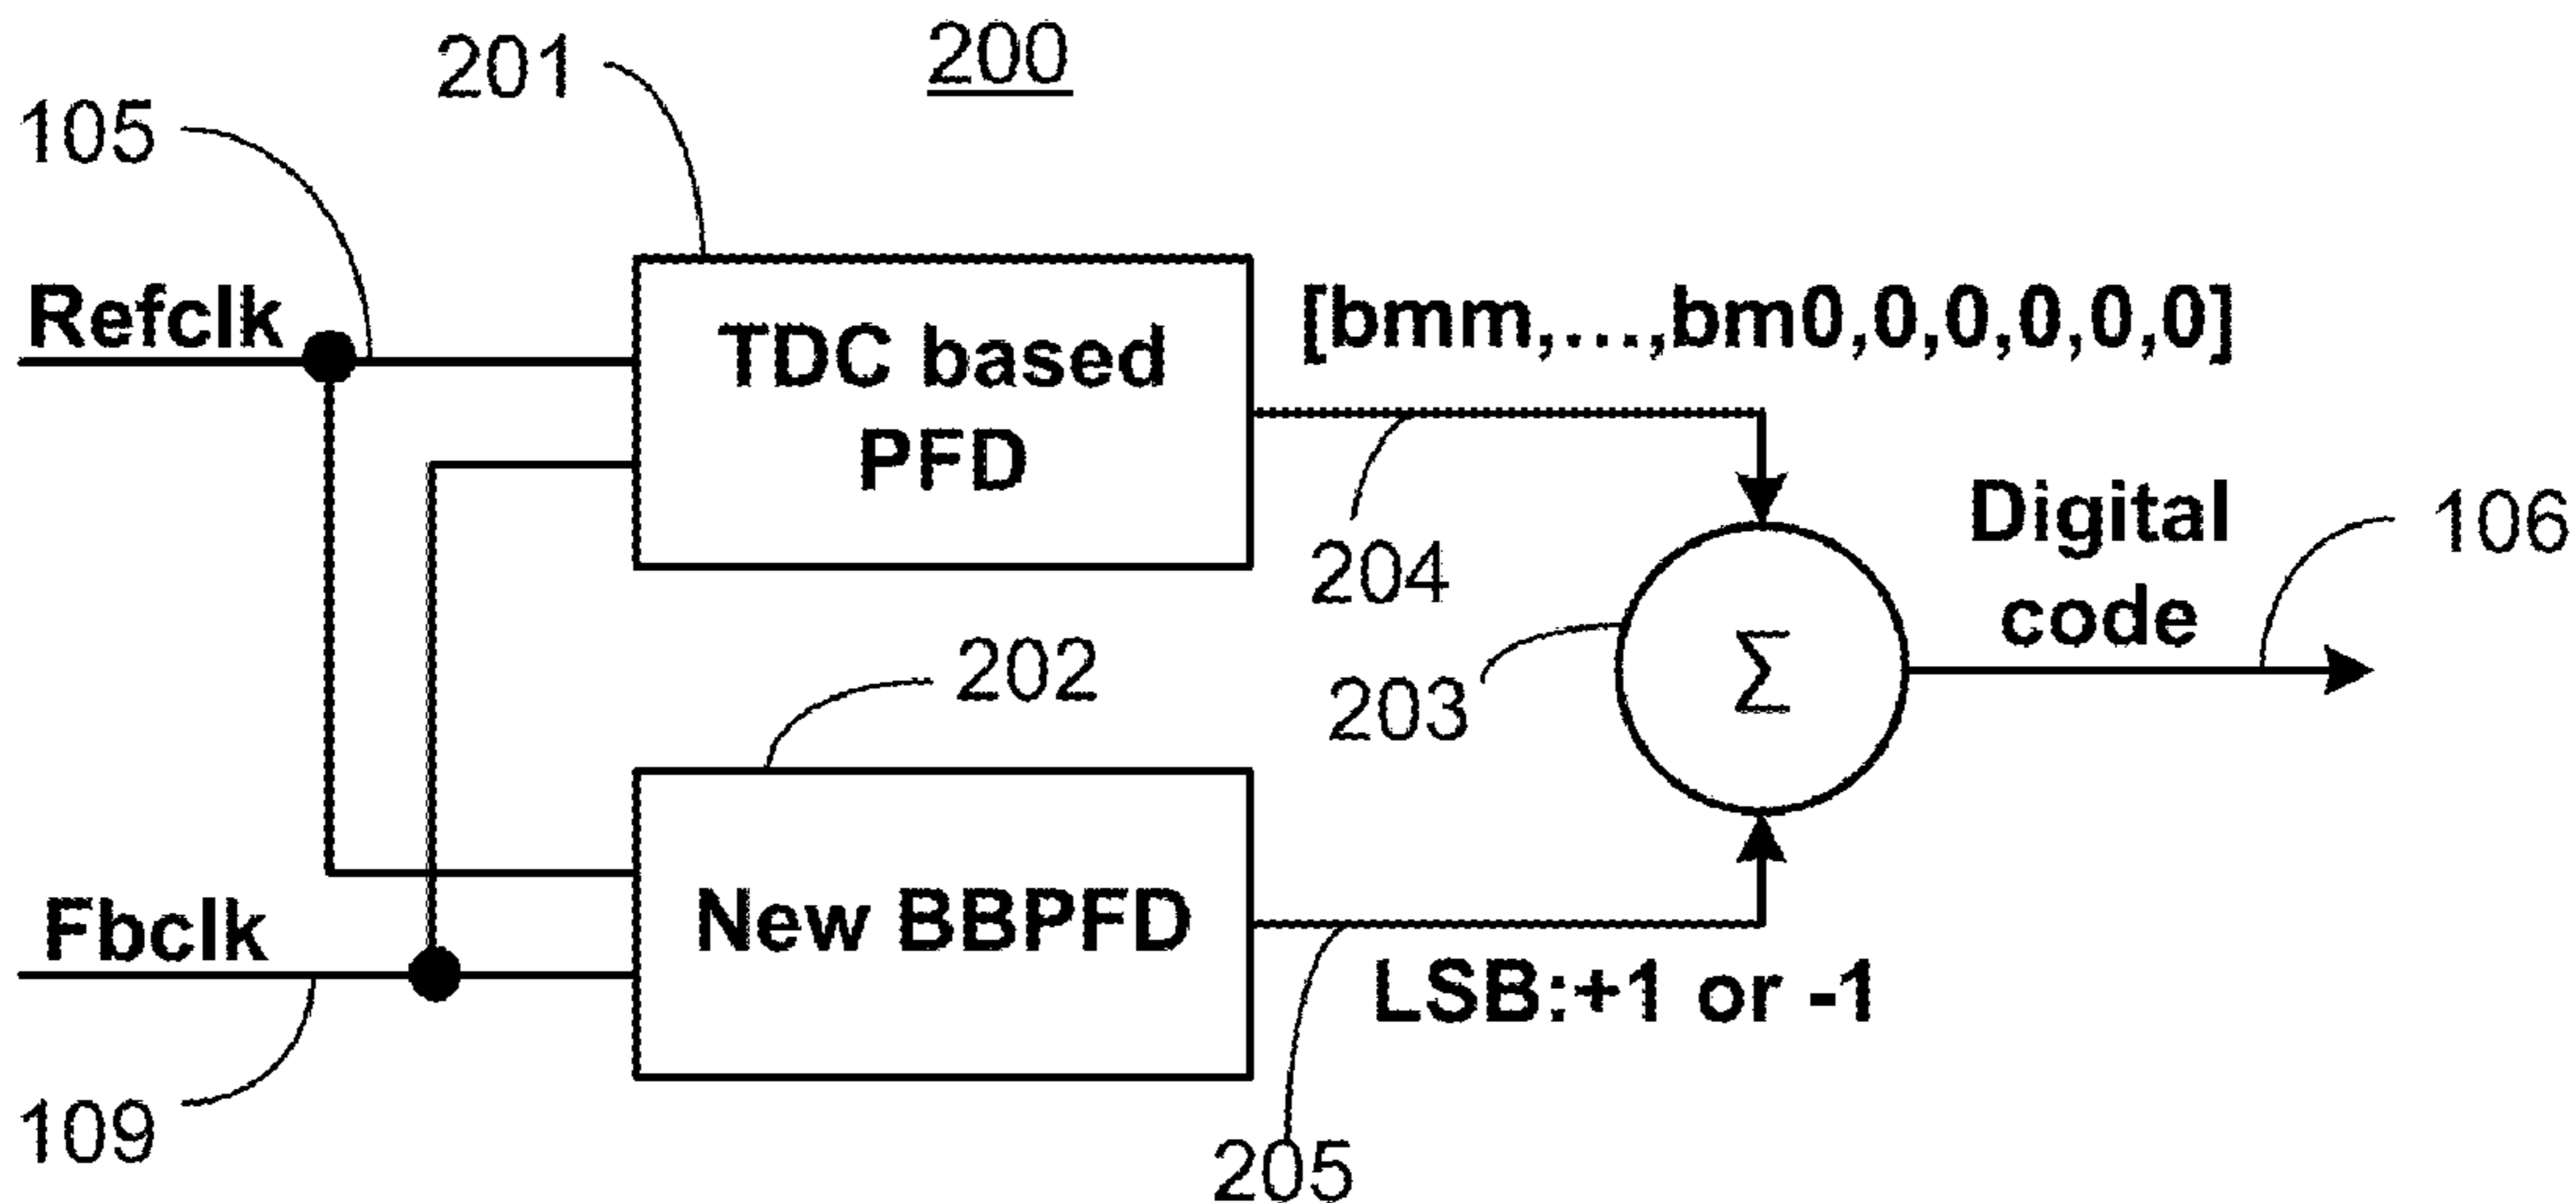 200
201
105
Refclk
TDC based
PFD
[bmm,...,bm0,0,0,0,0,0]
204
Digital
code
106
203
Σ
202
New BBPFD
Fbclk
109
LSB:+1 or -1
205